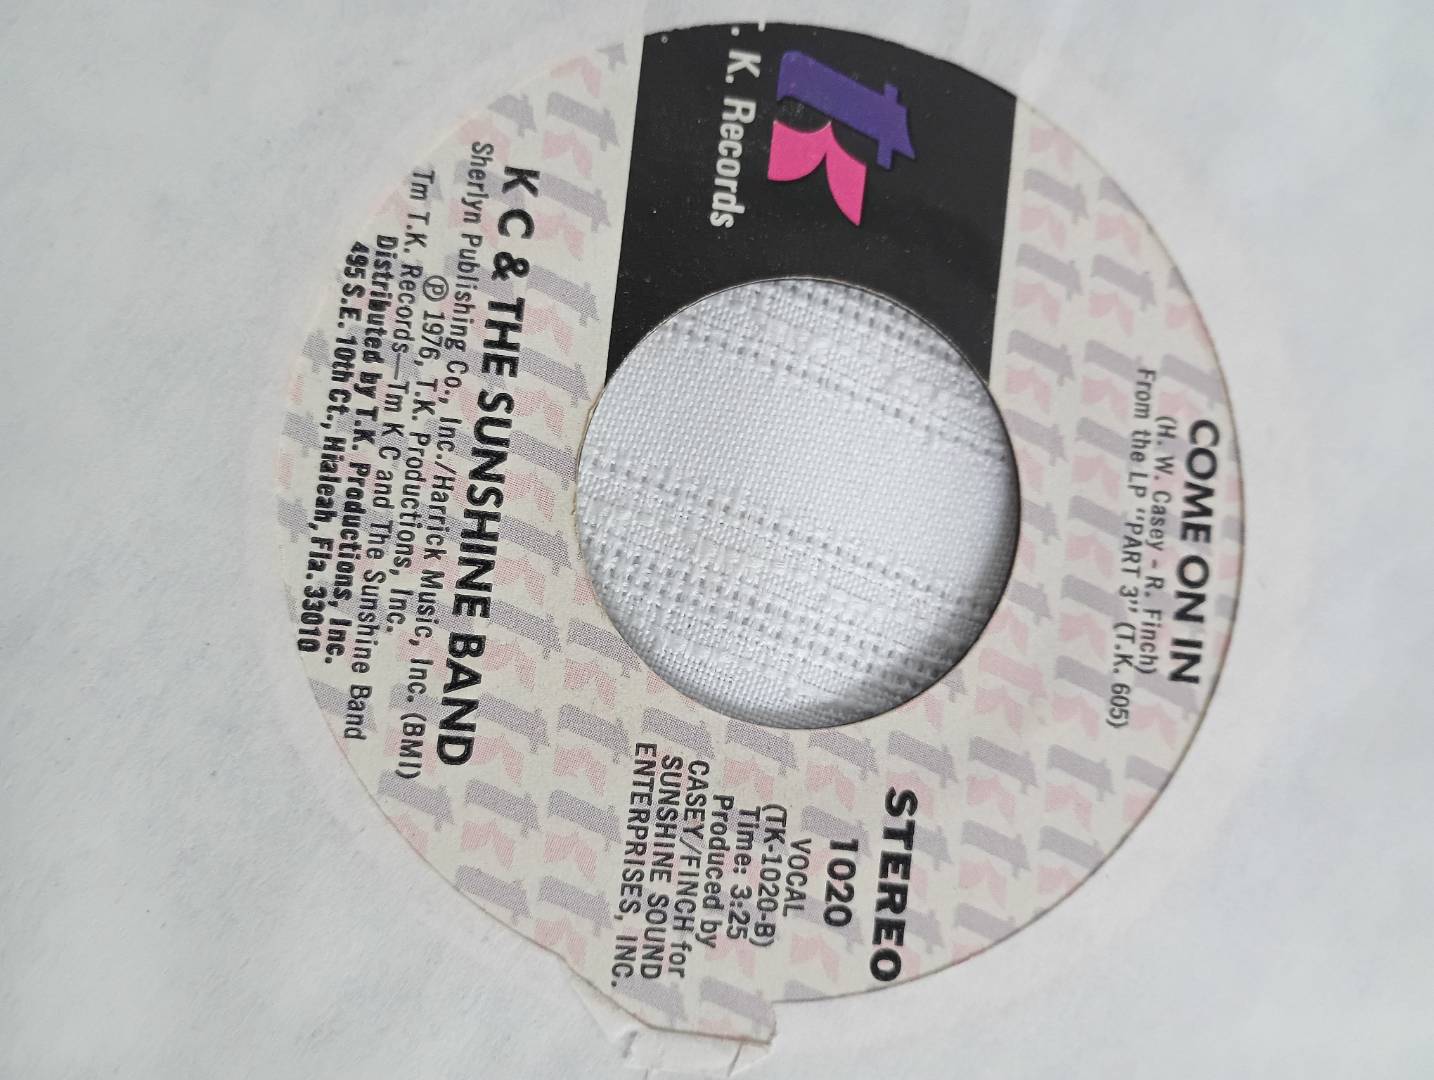 COME ON IN
(H. W. Casey - R. Finch)
From the LP "PART 3" (T.K. 605)
tK
. K. Records
STEREO
1020
VOCAL
(TK-1020-B)
Time: 3:25
Produced by
CASEY/FINCH for
SUNSHINE SOUND
ENTERPRISES, INC.
K C & THE SUNSHINE BAND
Sherlyn Publishing Co., Inc./Harrick Music, Inc. (BMI)
℗ 1976, T.K. Productions, Inc.
Tm T.K. Records—Tm K C and The Sunshine Band
Distributed by T.K. Productions, Inc.
495 S.E. 10th Ct., Hialeah, Fla. 33010